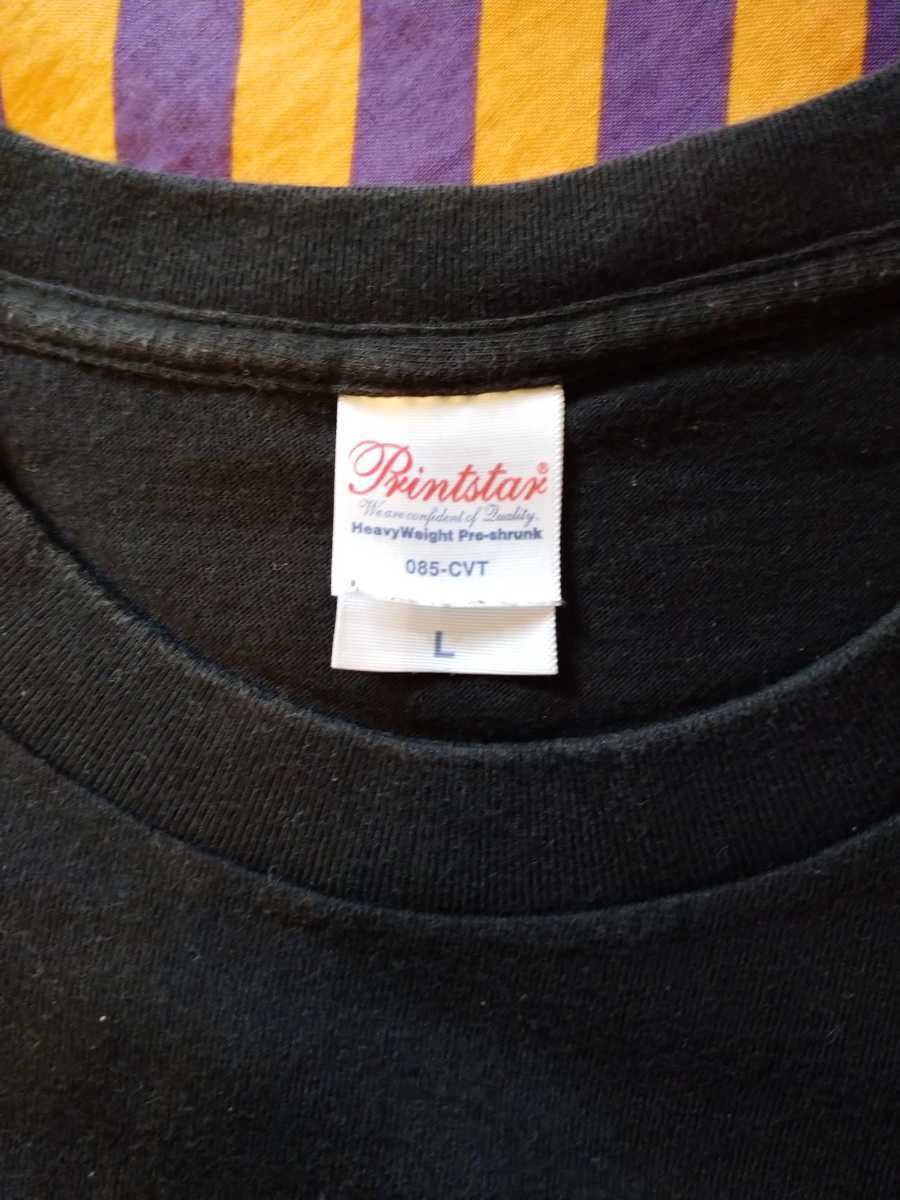 Printstar®
We are confident of Quality.
HeavyWeight Pre-shrunk
085-CVT
L